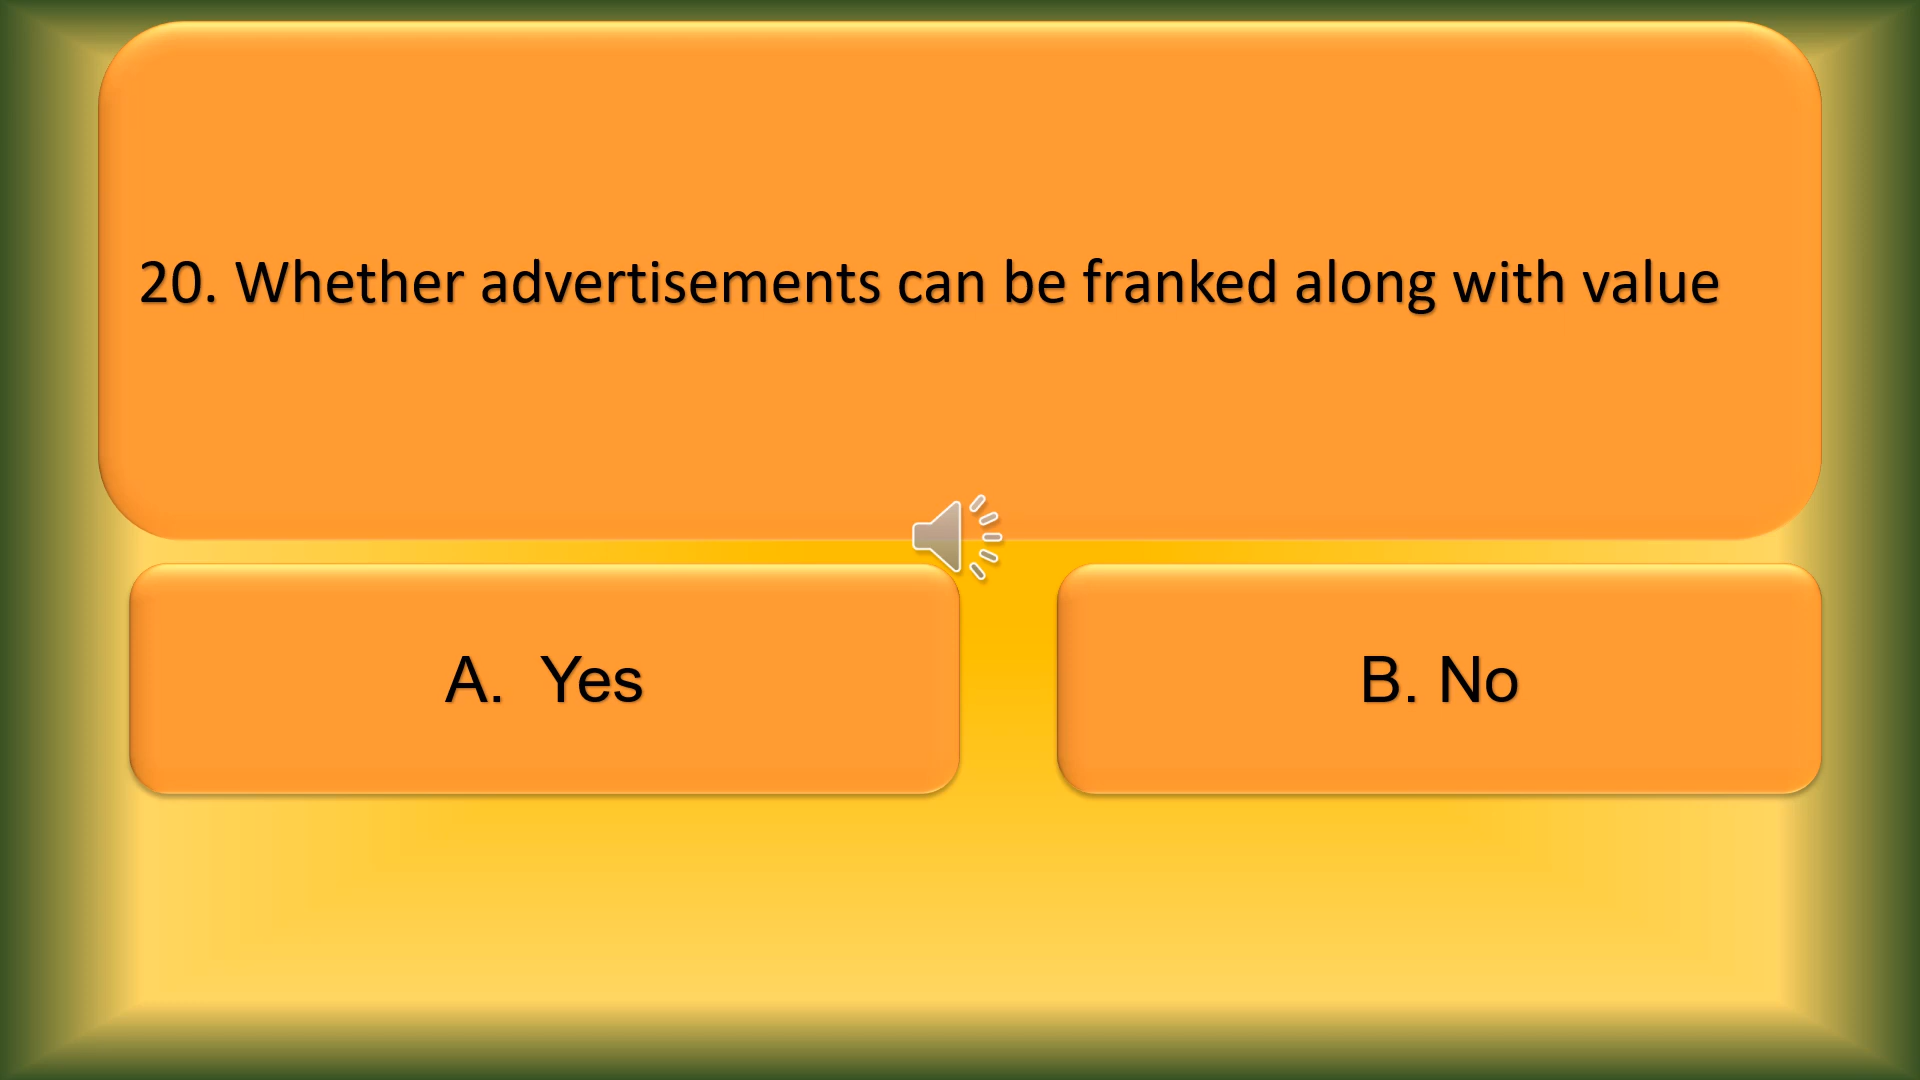 20. Whether advertisements can be franked along with value
A. Yes
B. No